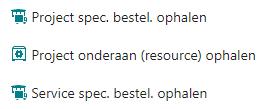 Project spec. bestel. ophalen
Project onderaan (resource) ophalen
Service spec. bestel. ophalen